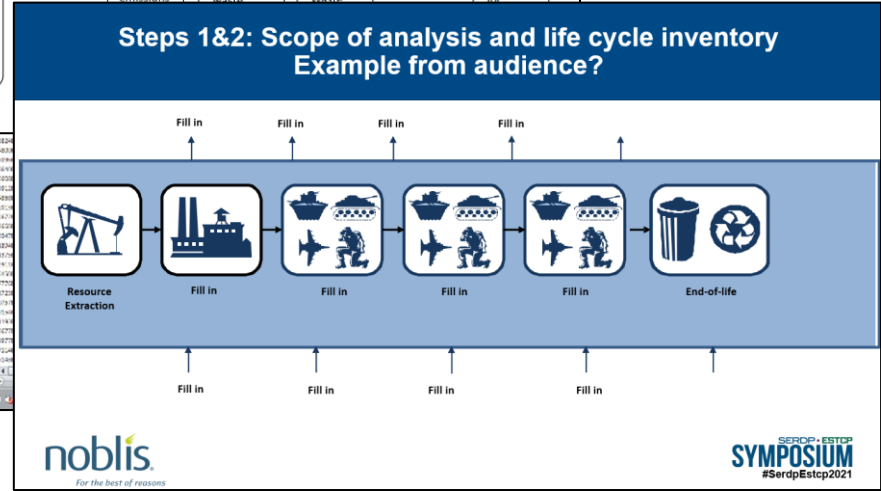 Steps 1&2: Scope of analysis and life cycle inventory
Example from audience?
Fill in Fill in Fill in Fill in
Resource
Extraction
Fill in Fill in Fill in Fill in End-of-life
Fill in Fill in Fill in Fill in
noblis.
For the best of reasons
SERDP • ESTCP
SYMPOSIUM
#SerdpEstcp2021